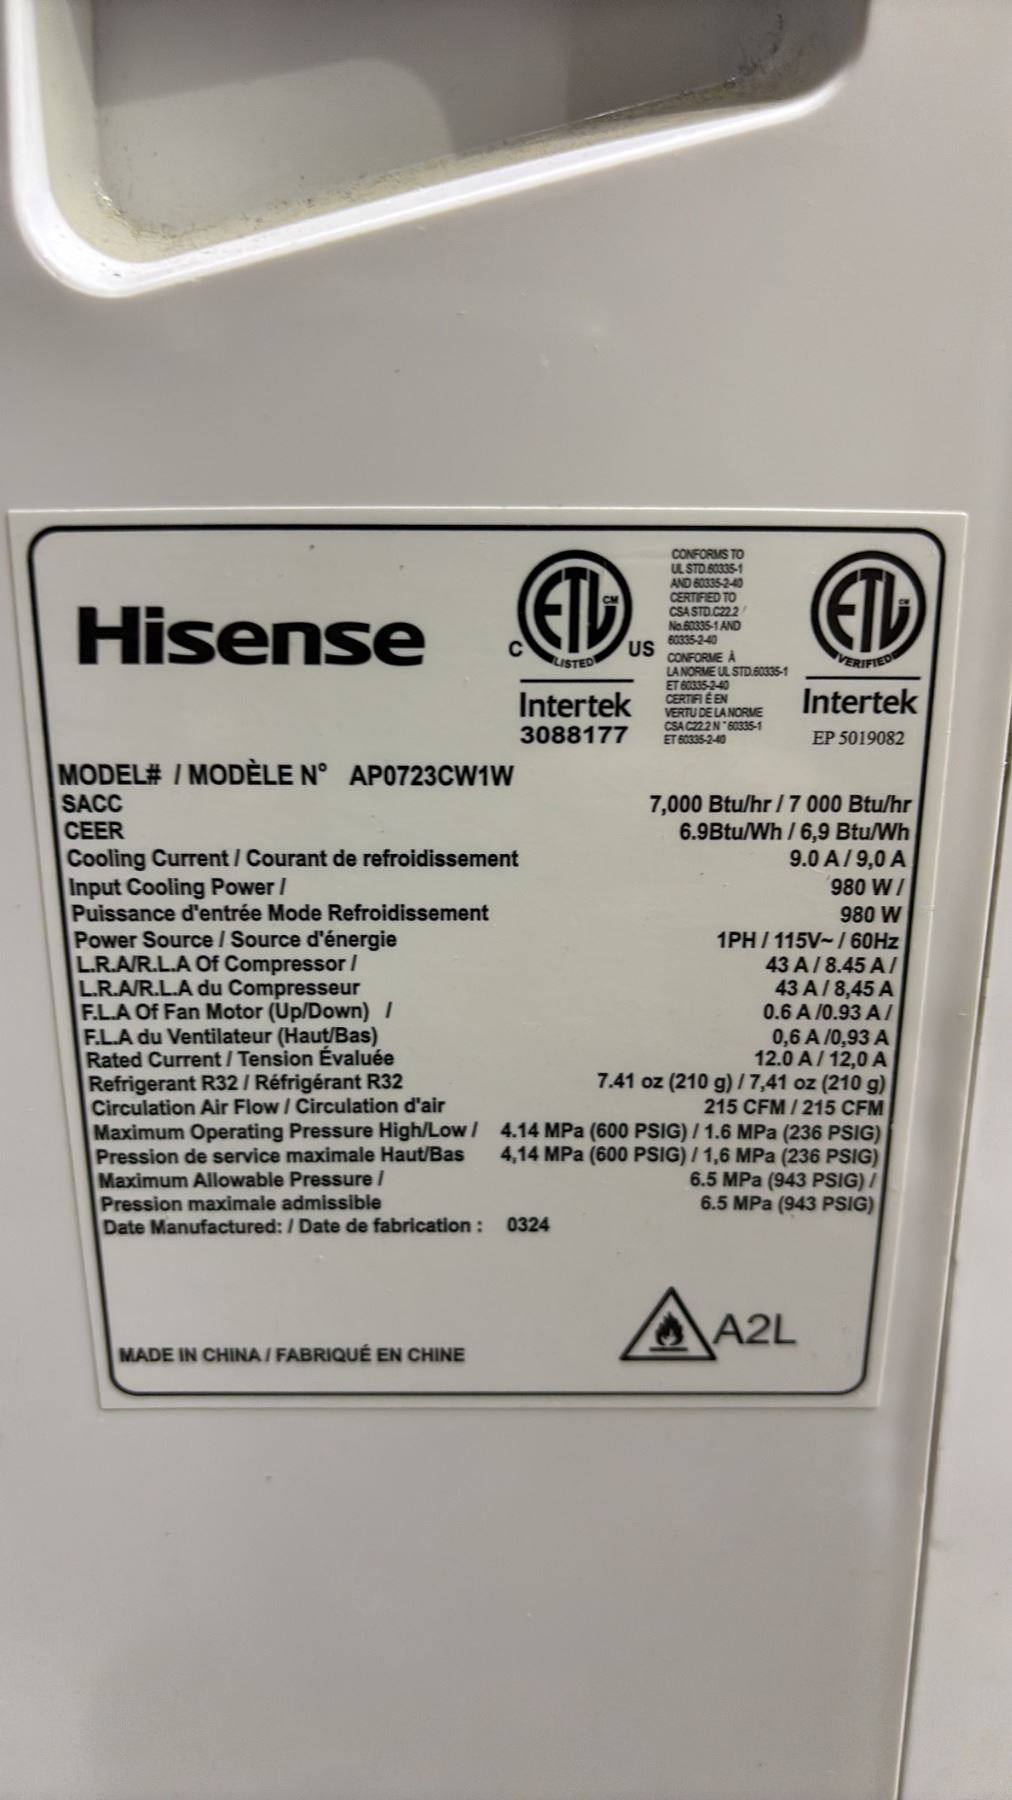 Hisense
ETL CM
LISTED
C US
Intertek
3088177
CONFORMS TO
UL STD.60335-1
AND 60335-2-40
CERTIFIED TO
CSA STD.C22.2
No.60335-1 AND
60335-2-40
CONFORME À
LA NORME UL STD.60335-1
ET 60335-2-40
CERTIFI É EN
VERTU DE LA NORME
CSA C22.2 N °60335-1
ET 60335-2-40
ETL CM
VERIFIED
Intertek
EP 5019082
MODEL# / MODÈLE N° AP0723CW1W
SACC 7,000 Btu/hr / 7 000 Btu/hr
CEER 6.9Btu/Wh / 6,9 Btu/Wh
Cooling Current / Courant de refroidissement 9.0 A / 9,0 A
Input Cooling Power / 980 W /
Puissance d'entrée Mode Refroidissement 980 W
Power Source / Source d'énergie 1PH / 115V~ / 60Hz
L.R.A/R.L.A Of Compressor / 43 A / 8.45 A /
L.R.A/R.L.A du Compresseur 43 A / 8,45 A
F.L.A Of Fan Motor (Up/Down) / 0.6 A /0.93 A /
F.L.A du Ventilateur (Haut/Bas) 0,6 A /0,93 A
Rated Current / Tension Évaluée 12.0 A / 12,0 A
Refrigerant R32 / Réfrigérant R32 7.41 oz (210 g) / 7,41 oz (210 g)
Circulation Air Flow / Circulation d'air 215 CFM / 215 CFM
Maximum Operating Pressure High/Low / 4.14 MPa (600 PSIG) / 1.6 MPa (236 PSIG)
Pression de service maximale Haut/Bas 4,14 MPa (600 PSIG) / 1,6 MPa (236 PSIG)
Maximum Allowable Pressure / 6.5 MPa (943 PSIG) /
Pression maximale admissible 6.5 MPa (943 PSIG)
Date Manufactured: / Date de fabrication : 0324
A2L
MADE IN CHINA / FABRIQUÉ EN CHINE